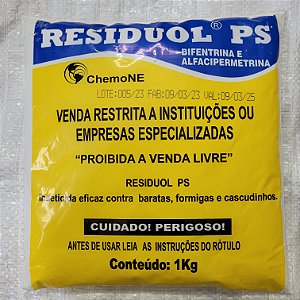 RESIDUOL® PS
BIFENTRINA E
ALFACIPERMETRINA
ChemoNE
LOTE:005/23 FAB:09/03/23 VAL:09/03/25
VENDA RESTRITA A INSTITUIÇÕES OU
EMPRESAS ESPECIALIZADAS
"PROIBIDA A VENDA LIVRE"
RESIDUOL PS
Inseticida eficaz contra baratas, formigas e cascudinhos.
CUIDADO! PERIGOSO!
ANTES DE USAR LEIA AS INSTRUÇÕES DO RÓTULO
Conteúdo: 1Kg